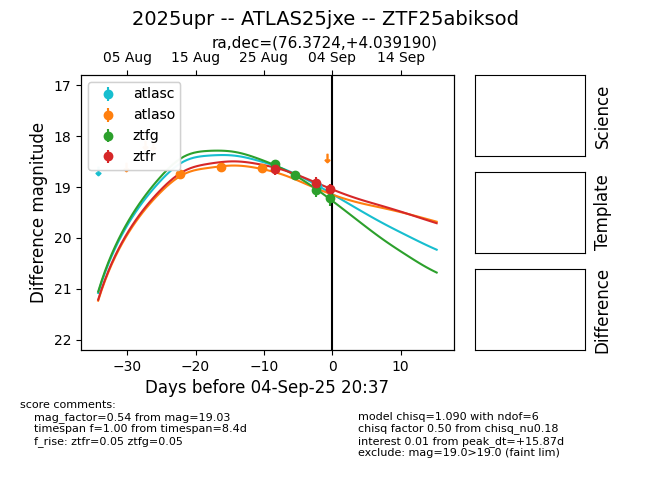 2025upr -- ATLAS25jxe -- ZTF25abiksod
ra,dec=(76.3724,+4.039190)
05 Aug 15 Aug 25 Aug 04 Sep 14 Sep
17
18
19
20
21
22
Difference magnitude
atlasc
atlaso
ztfg
ztfr
−30 −20 −10 0 10
Days before 04-Sep-25 20:37
Science
Template
Difference
score comments:
mag_factor=0.54 from mag=19.03
timespan f=1.00 from timespan=8.4d
f_rise: ztfr=0.05 ztfg=0.05
model chisq=1.090 with ndof=6
chisq factor 0.50 from chisq_nu0.18
interest 0.01 from peak_dt=+15.87d
exclude: mag=19.0>19.0 (faint lim)